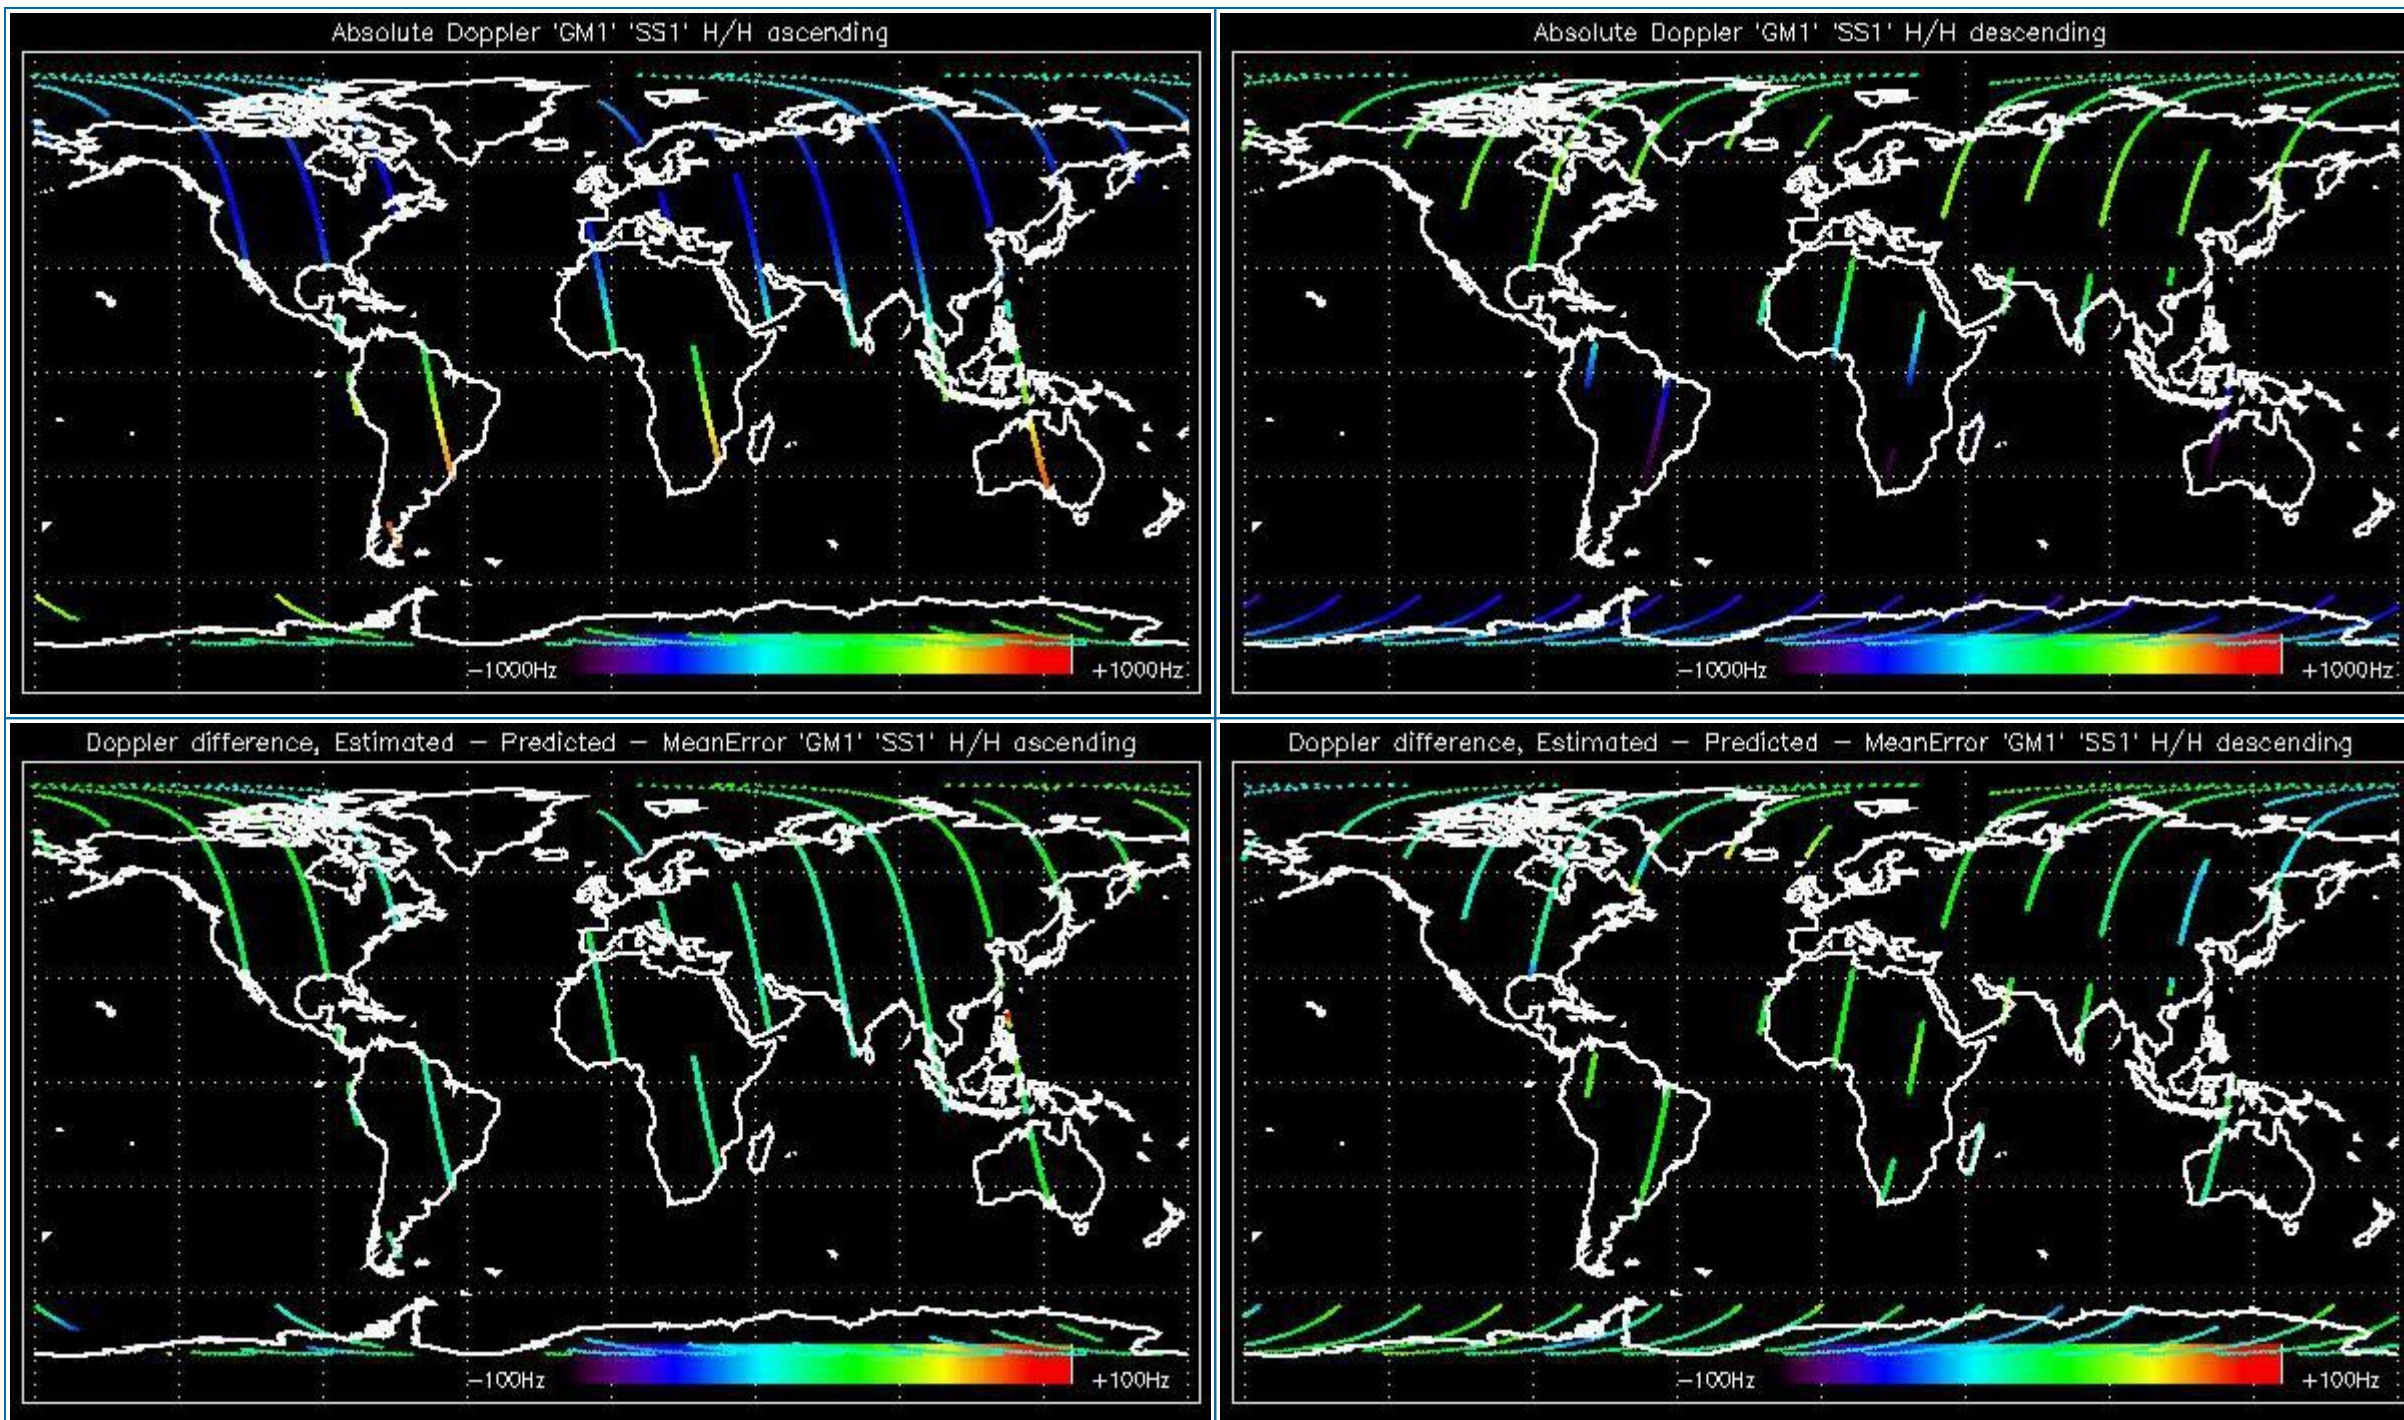 Absolute Doppler 'GM1' 'SS1' H/H ascending
-1000Hz
+1000Hz
Absolute Doppler 'GM1' 'SS1' H/H descending
-1000Hz
+1000Hz
Doppler difference, Estimated - Predicted - MeanError 'GM1' 'SS1' H/H ascending
-100Hz
+100Hz
Doppler difference, Estimated - Predicted - MeanError 'GM1' 'SS1' H/H descending
-100Hz
+100Hz